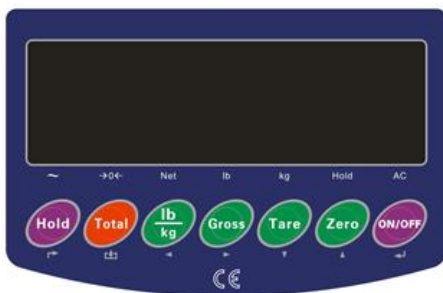 ~ →0← Net lb kg Hold AC
Hold Total lb/kg Gross Tare Zero ON/OFF
CE